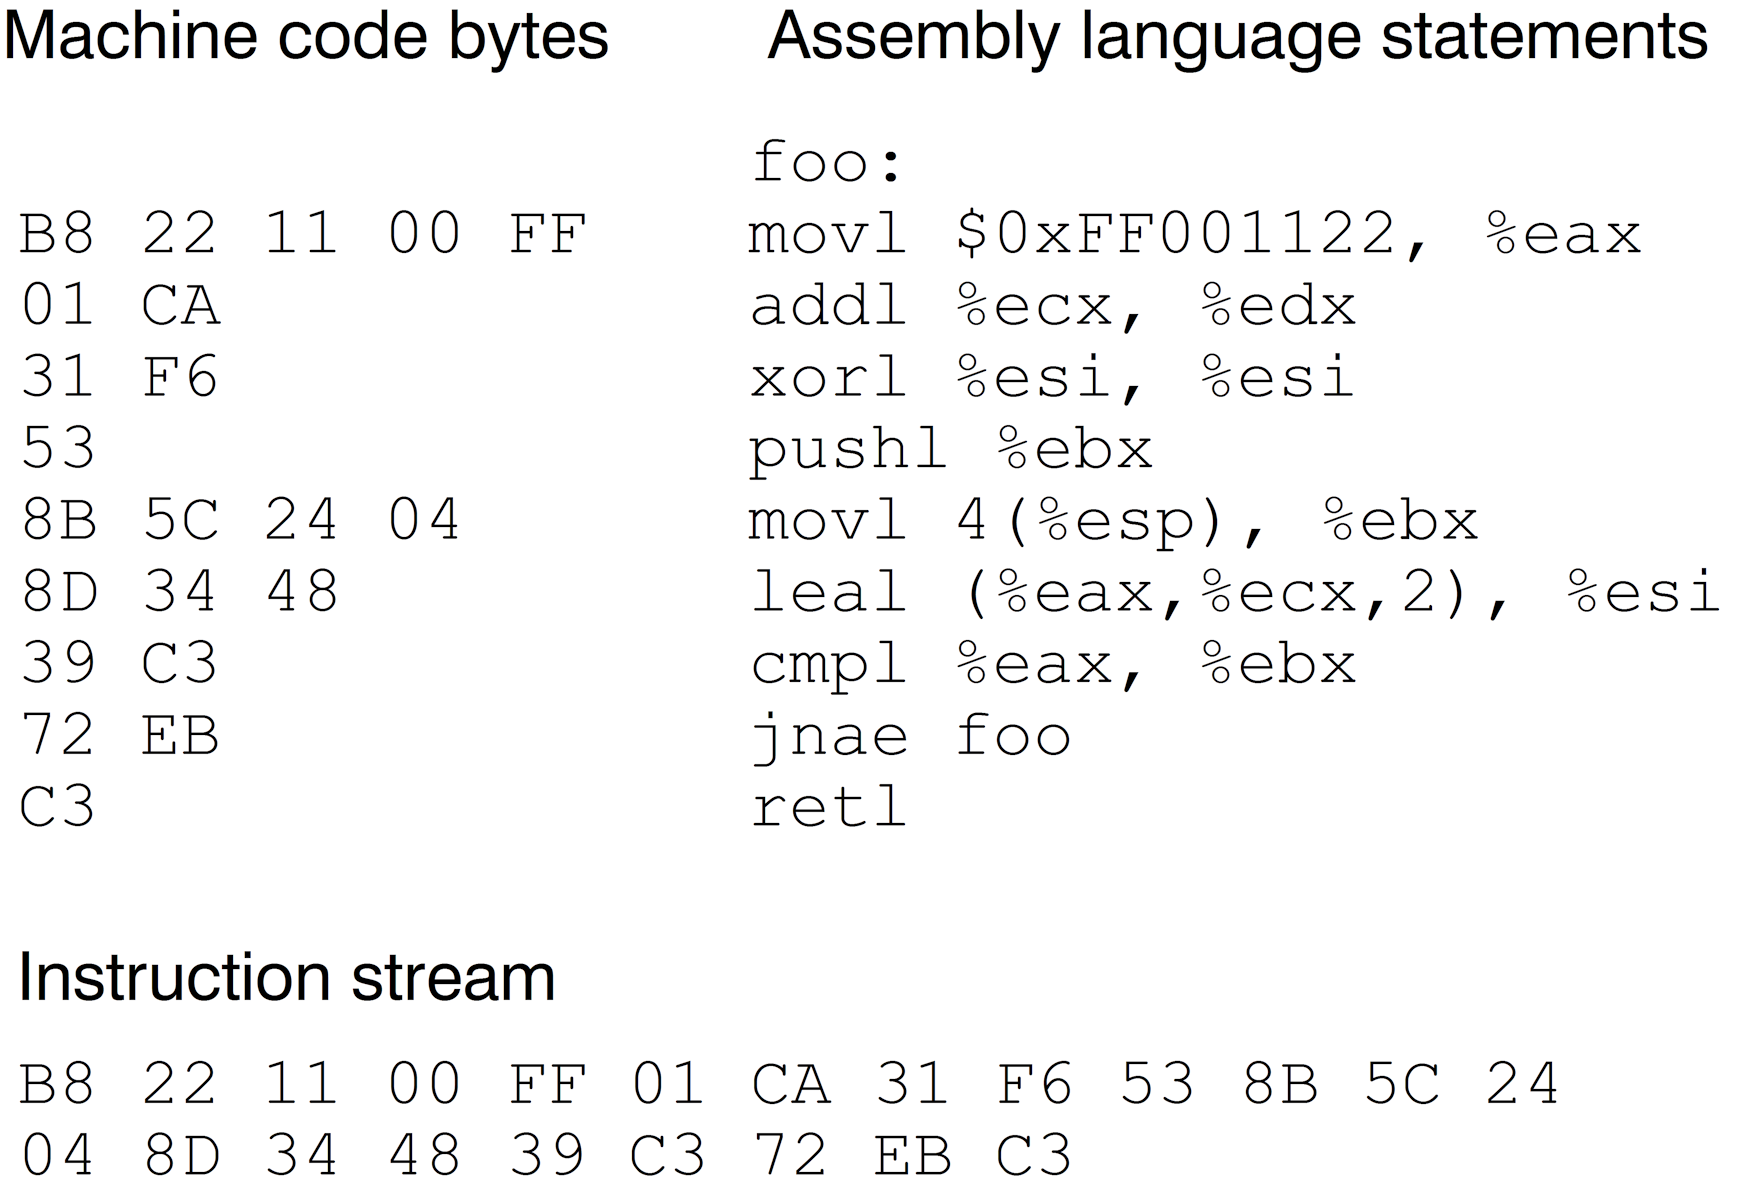 Machine code bytes Assembly language statements
foo:
B8 22 11 00 FF movl $0xFF001122, %eax
01 CA addl %ecx, %edx
31 F6 xorl %esi, %esi
53 pushl %ebx
8B 5C 24 04 movl 4(%esp), %ebx
8D 34 48 leal (%eax,%ecx,2), %esi
39 C3 cmpl %eax, %ebx
72 EB jnae foo
C3 retl
Instruction stream
B8 22 11 00 FF 01 CA 31 F6 53 8B 5C 24
04 8D 34 48 39 C3 72 EB C3